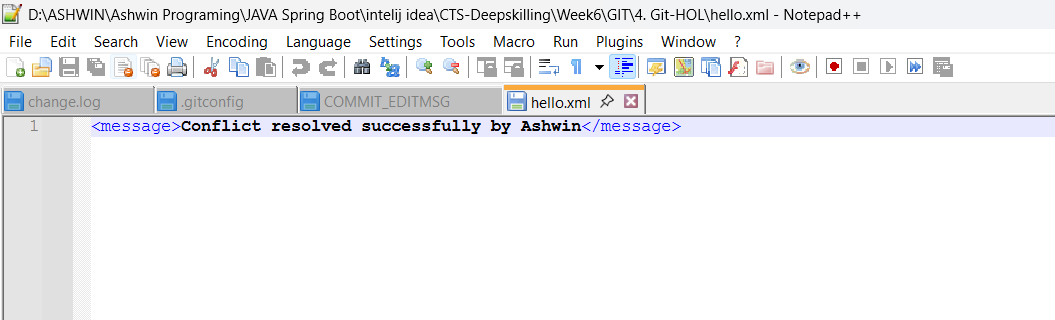 D:\ASHWIN\Ashwin Programing\JAVA Spring Boot\intelij idea\CTS-Deepskilling\Week6\GIT\4. Git-HOL\hello.xml - Notepad++
File Edit Search View Encoding Language Settings Tools Macro Run Plugins Window ?
change.log .gitconfig COMMIT_EDITMSG hello.xml
1 <message>Conflict resolved successfully by Ashwin</message>